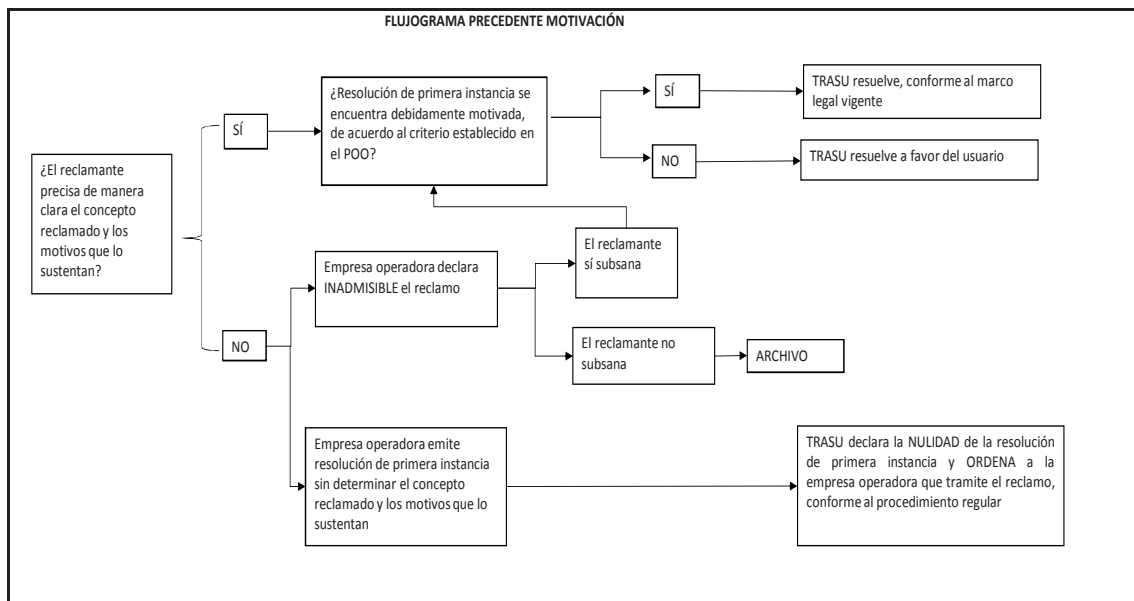 FLUJOGRAMA PRECEDENTE MOTIVACIÓN
¿El reclamante
precisa de manera
clara el concepto
reclamado y los
motivos que lo
sustentan?
SÍ
¿Resolución de primera instancia se
encuentra debidamente motivada,
de acuerdo al criterio establecido en
el POO?
SÍ
TRASU resuelve, conforme al marco
legal vigente
NO
TRASU resuelve a favor del usuario
NO
Empresa operadora declara
INADMISIBLE el reclamo
El reclamante
sí subsana
El reclamante no
subsana
ARCHIVO
Empresa operadora emite
resolución de primera instancia
sin determinar el concepto
reclamado y los motivos que lo
sustentan
TRASU declara la NULIDAD de la resolución
de primera instancia y ORDENA a la
empresa operadora que tramite el reclamo,
conforme al procedimiento regular